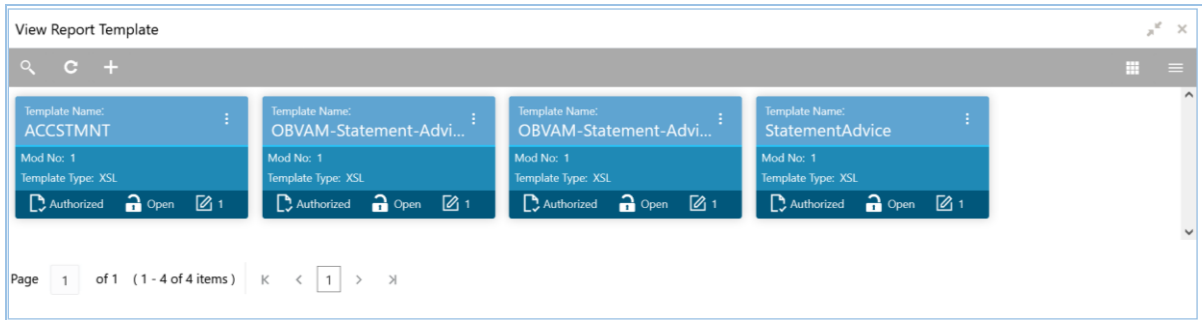 View Report Template
Template Name:
ACCSTMNT
Mod No: 1
Template Type: XSL
Authorized Open 1
Template Name:
OBVAM-Statement-Advi...
Mod No: 1
Template Type: XSL
Authorized Open 1
Template Name:
OBVAM-Statement-Advi...
Mod No: 1
Template Type: XSL
Authorized Open 1
Template Name:
StatementAdvice
Mod No: 1
Template Type: XSL
Authorized Open 1
Page 1 of 1 ( 1 - 4 of 4 items ) 1